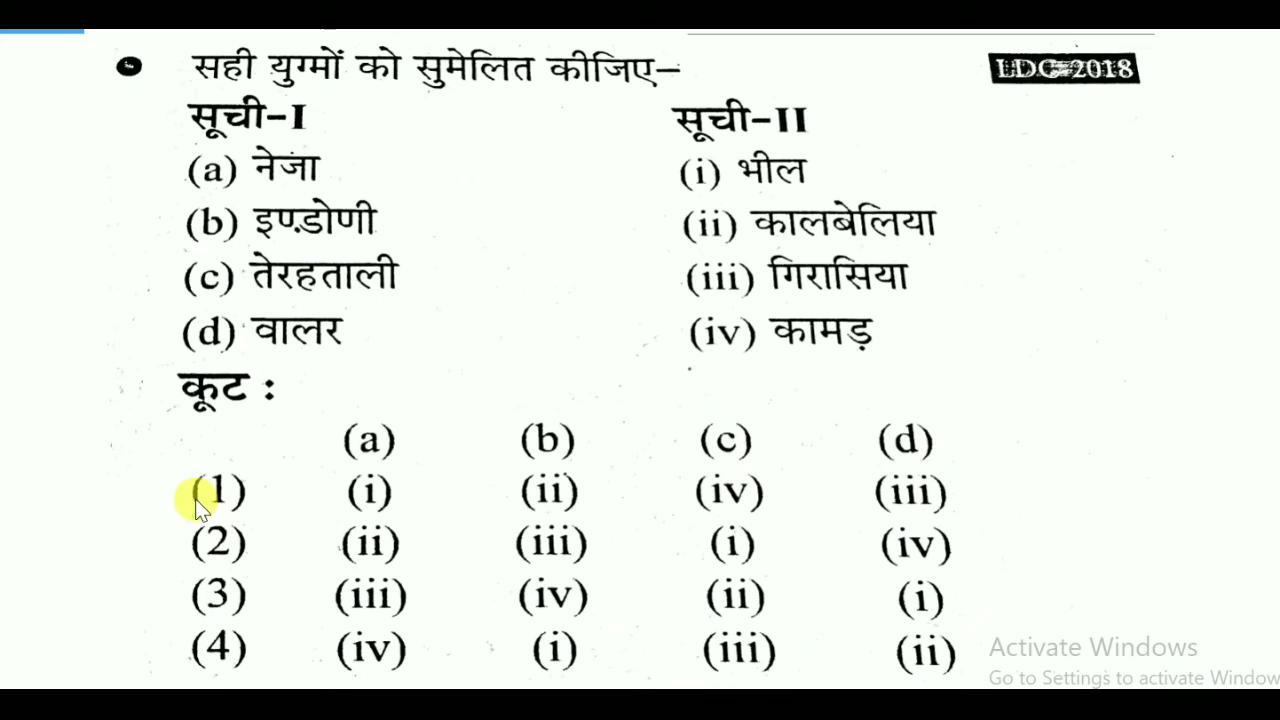 सही युग्मों को सुमेलित कीजिए– LDC-2018
सूची-I सूची-II
(a) नेजा (i) भील
(b) इण्डोणी (ii) कालबेलिया
(c) तेरहताली (iii) गिरासिया
(d) वालर (iv) कामड़
कूट :
(a) (b) (c) (d)
(1) (i) (ii) (iv) (iii)
(2) (ii) (iii) (i) (iv)
(3) (iii) (iv) (ii) (i)
(4) (iv) (i) (iii) (ii)
Activate Windows
Go to Settings to activate Window